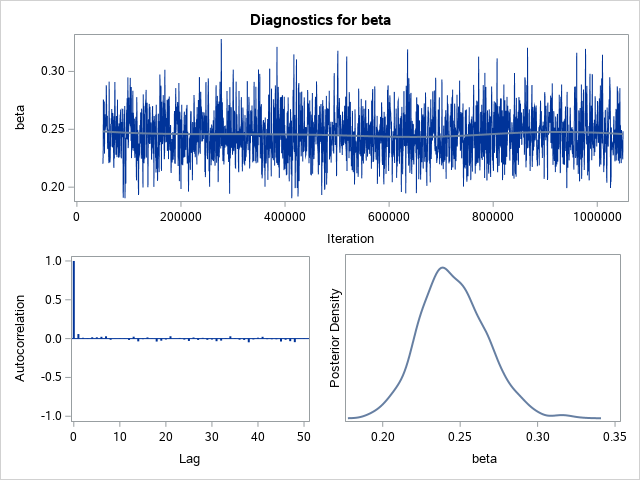 Diagnostics for beta
beta
0.30
0.25
0.20
0 200000 400000 600000 800000 1000000
Iteration
Autocorrelation
1.0
0.5
0.0
-0.5
-1.0
0 10 20 30 40 50
Lag
Posterior Density
0.20 0.25 0.30 0.35
beta